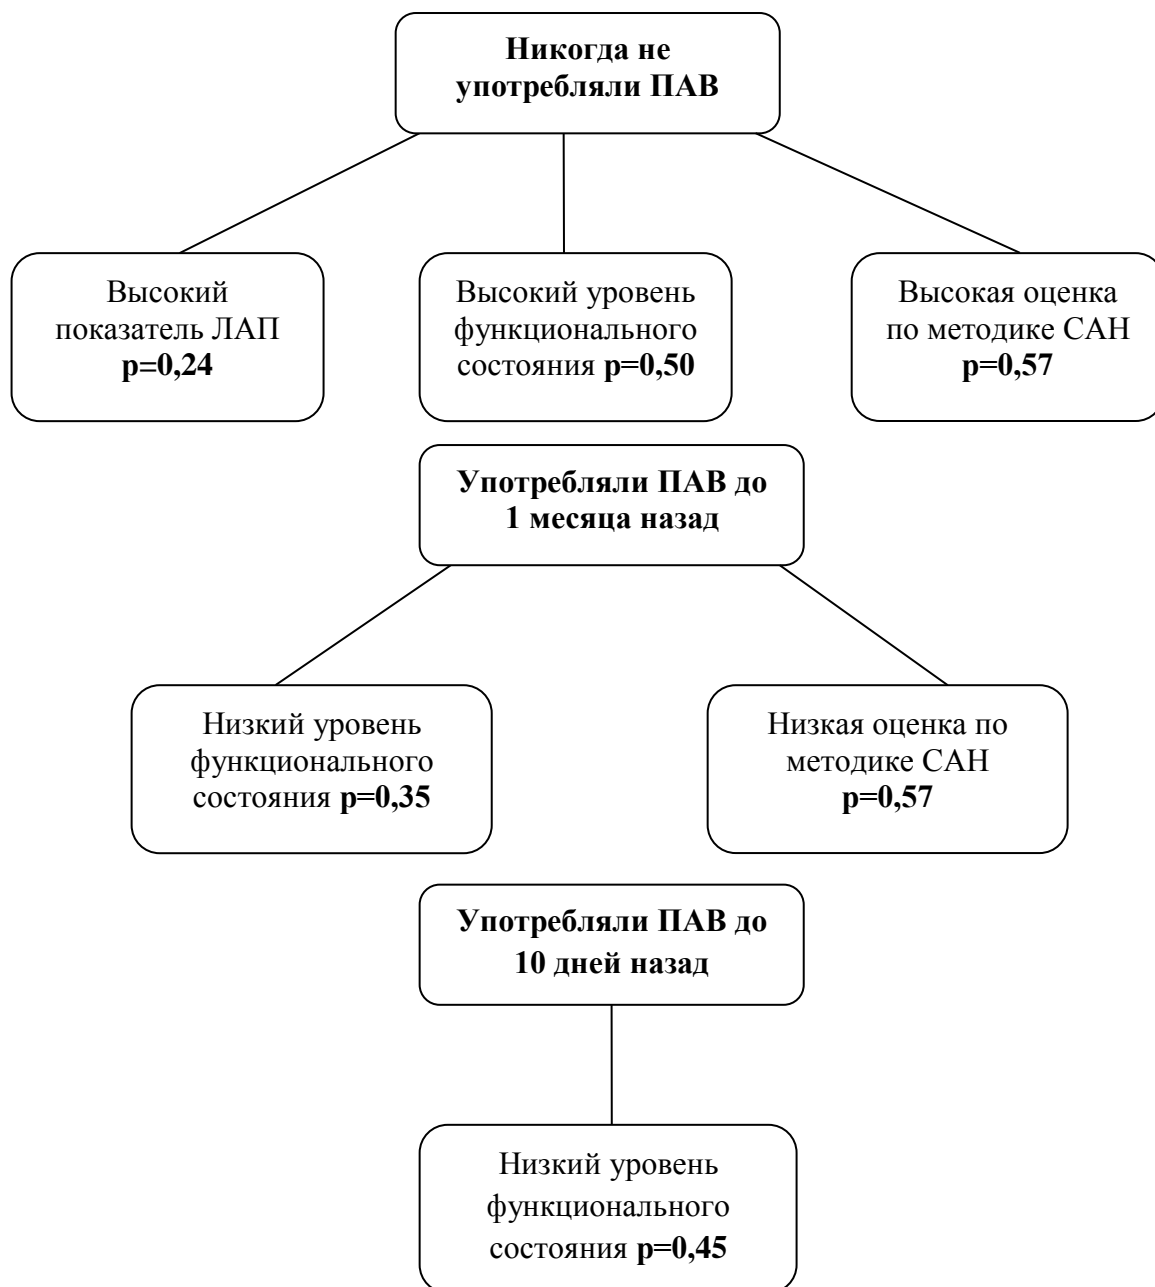 Никогда не
употребляли ПАВ
Высокий
показатель ЛАП
р=0,24
Высокий уровень
функционального
состояния р=0,50
Высокая оценка
по методике САН
р=0,57
Употребляли ПАВ до
1 месяца назад
Низкий уровень
функционального
состояния р=0,35
Низкая оценка по
методике САН
р=0,57
Употребляли ПАВ до
10 дней назад
Низкий уровень
функционального
состояния р=0,45